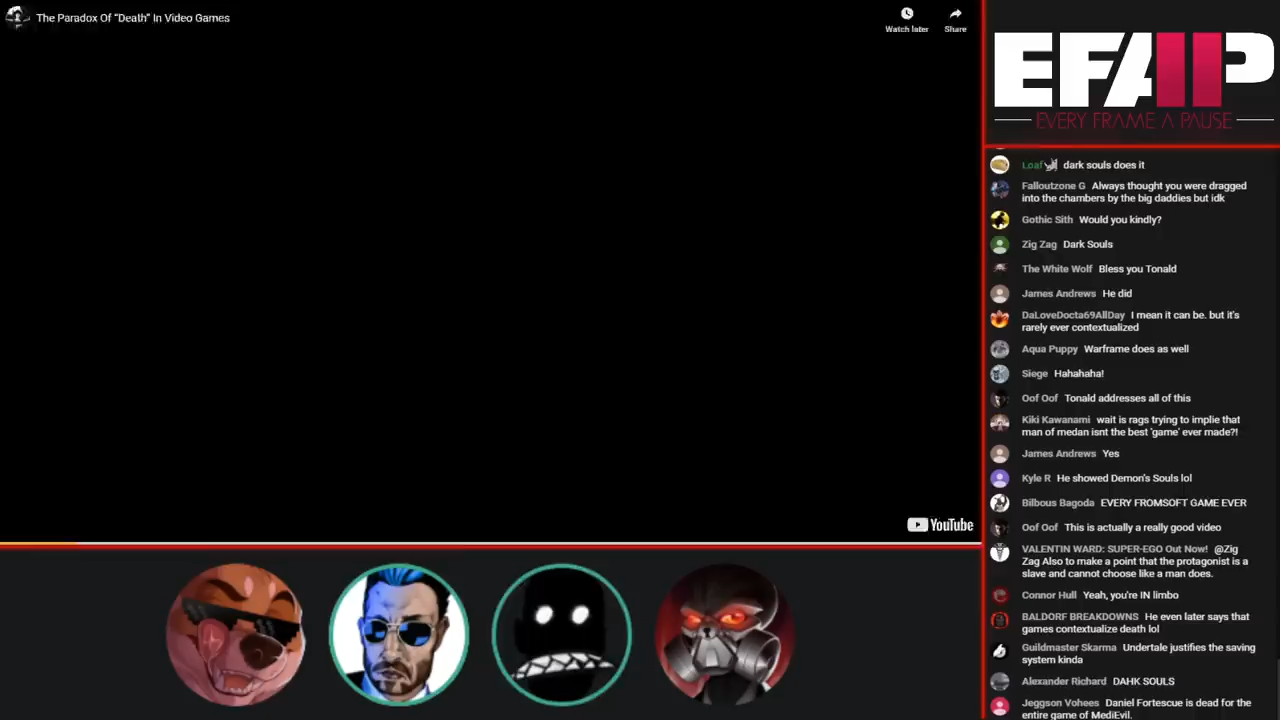 The Paradox Of "Death" In Video Games
Watch later
Share
EFAP
EVERY FRAME A PAUSE
Loaf dark souls does it
Falloutzone G Always thought you were dragged
into the chambers by the big daddies but idk
Gothic Sith Would you kindly?
Zig Zag Dark Souls
The White Wolf Bless you Tonald
James Andrews He did
DaLoveDocta69AllDay I mean it can be. but it's
rarely ever contextualized
Aqua Puppy Warframe does as well
Siege Hahahaha!
Oof Oof Tonald addresses all of this
Kiki Kawanami wait is rags trying to implie that
man of medan isnt the best 'game' ever made?!
James Andrews Yes
Kyle R He showed Demon's Souls lol
Bilbous Bagoda EVERY FROMSOFT GAME EVER
Oof Oof This is actually a really good video
VALENTIN WARD: SUPER-EGO Out Now! @Zig
Zag Also to make a point that the protagonist is a
slave and cannot choose like a man does.
Connor Hull Yeah, you're IN limbo
BALDORF BREAKDOWNS He even later says that
games contextualize death lol
Guildmaster Skarma Undertale justifies the saving
system kinda
Alexander Richard DAHK SOULS
Jeggson Vohees Daniel Fortescue is dead for the
entire game of MediEvil.
YouTube